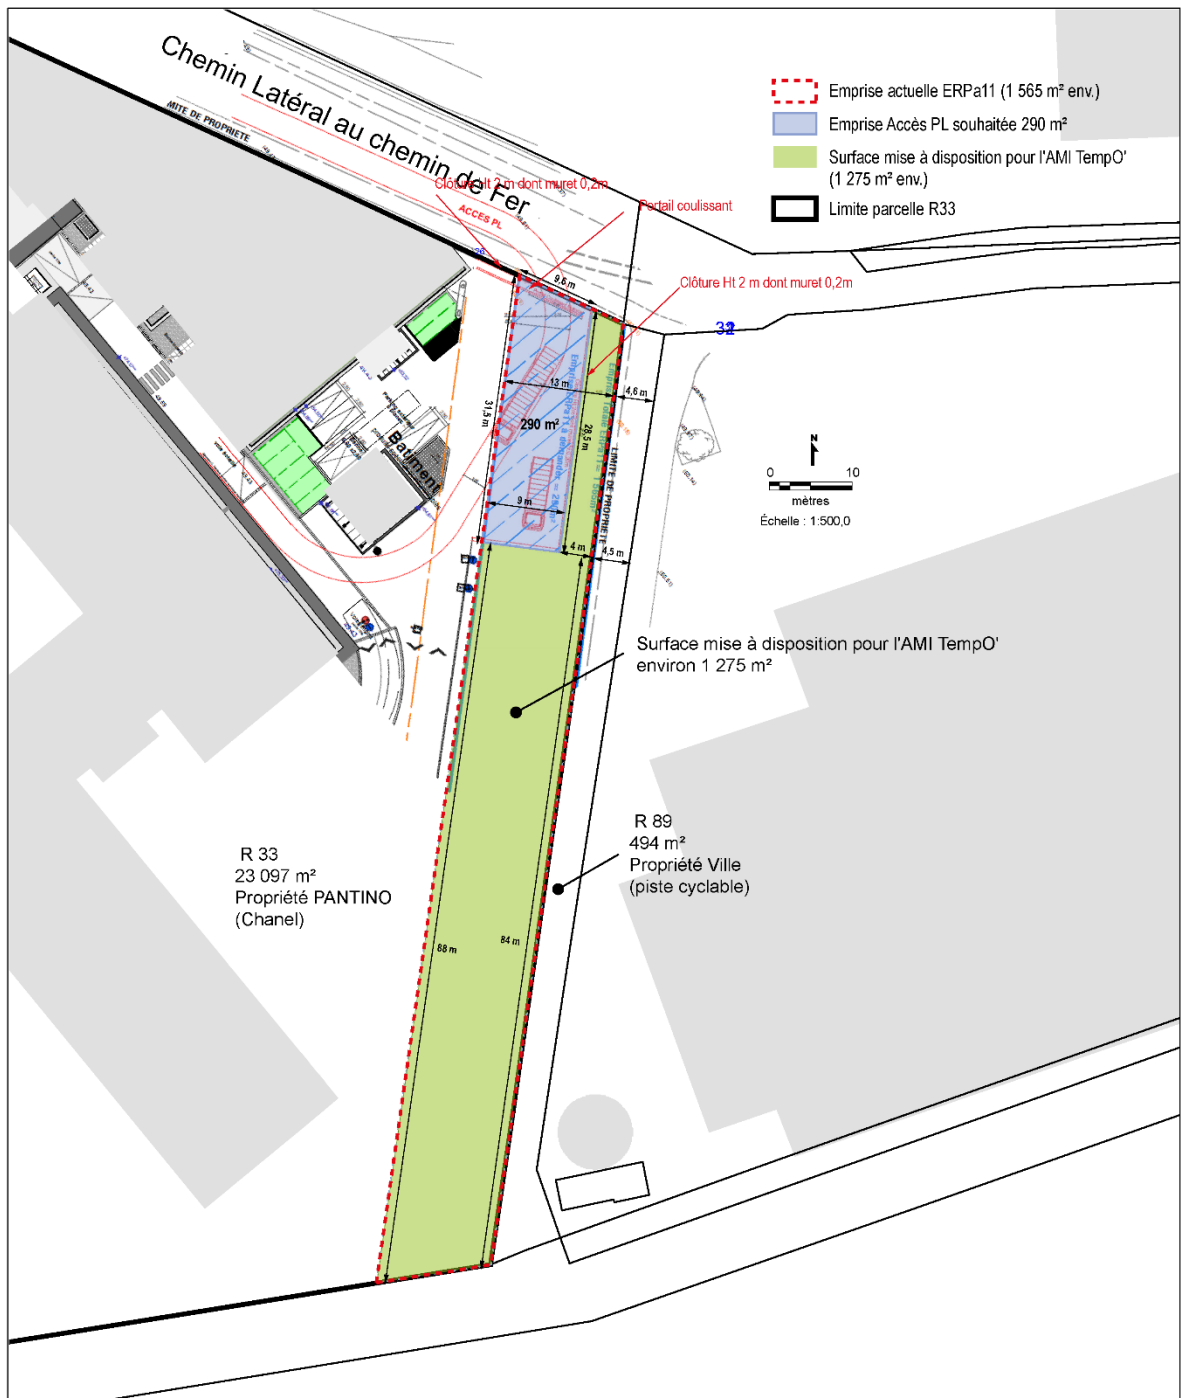 Chemin Latéral au chemin de Fer
MITE DE PROPRIETE
ACCES PL
Clôture Ht 2 m dont muret 0,2m
Portail coulissant
Clôture Ht 2 m dont muret 0,2m
Emprise actuelle ERPa11 (1 565 m² env.)
Emprise Accès PL souhaitée 290 m²
Surface mise à disposition pour l'AMI TempO'
(1 275 m² env.)
Limite parcelle R33
9,6 m
13 m
4,6 m
31,5 m
290 m²
28,5 m
9 m
4 m
4,5 m
LIMITE DE PROPRIETE
Batiment
N
0 10
mètres
Échelle : 1:500,0
Surface mise à disposition pour l'AMI TempO'
environ 1 275 m²
R 89
494 m²
Propriété Ville
(piste cyclable)
R 33
23 097 m²
Propriété PANTINO
(Chanel)
88 m
84 m